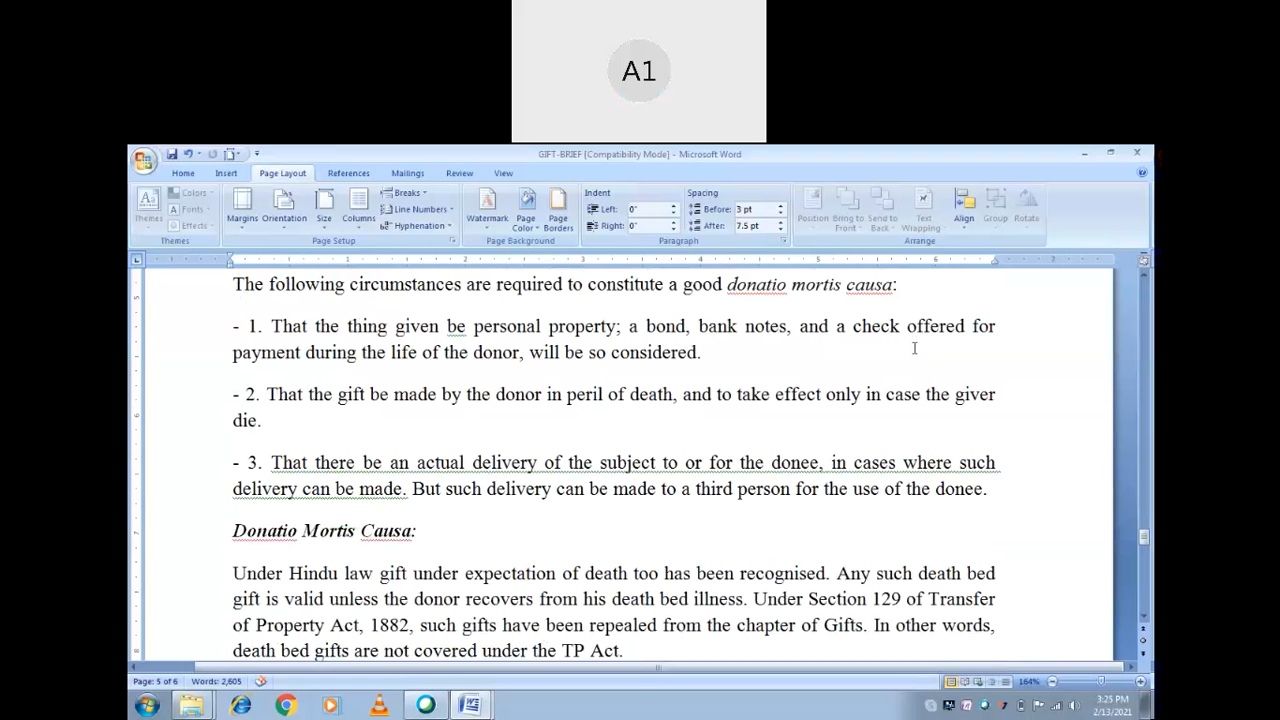 A1
GIFT-BRIEF [Compatibility Mode] - Microsoft Word
Home Insert Page Layout References Mailings Review View
Themes Colors Fonts Effects Margins Orientation Size Columns Breaks Line Numbers Hyphenation Watermark Page Color Page Borders Indent Left: 0" Right: 0" Spacing Before: 3 pt After: 7.5 pt Position Bring to Front Send to Back Text Wrapping Align Group Rotate
Themes Page Setup Page Background Paragraph Arrange
1 1 2 3 4 5 6 7
The following circumstances are required to constitute a good donatio mortis causa:
- 1. That the thing given be personal property; a bond, bank notes, and a check offered for
payment during the life of the donor, will be so considered.
- 2. That the gift be made by the donor in peril of death, and to take effect only in case the giver
die.
- 3. That there be an actual delivery of the subject to or for the donee, in cases where such
delivery can be made. But such delivery can be made to a third person for the use of the donee.
Donatio Mortis Causa:
Under Hindu law gift under expectation of death too has been recognised. Any such death bed
gift is valid unless the donor recovers from his death bed illness. Under Section 129 of Transfer
of Property Act, 1882, such gifts have been repealed from the chapter of Gifts. In other words,
death bed gifts are not covered under the TP Act.
Page: 5 of 6 Words: 2,605 164%
3:25 PM
2/13/2021